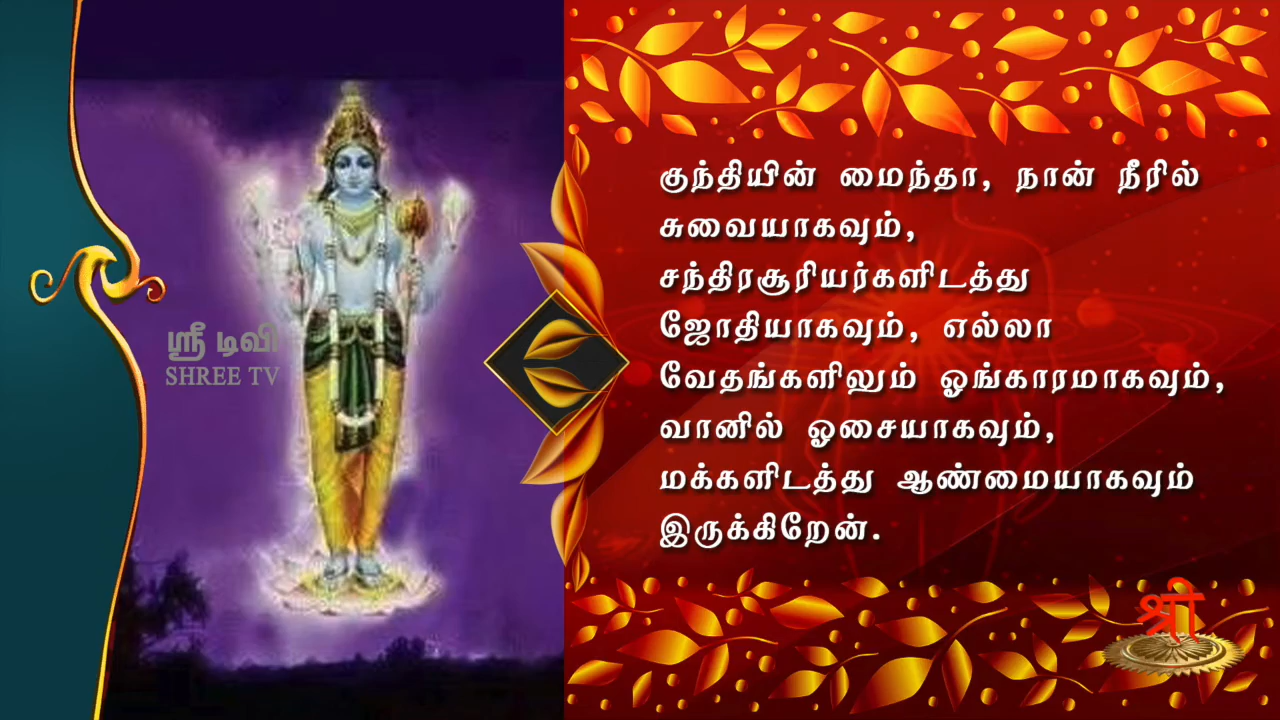 குந்தியின் மைந்தா, நான் நீரில்
சுவையாகவும்,
சந்திரசூரியர்களிடத்து
ஜோதியாகவும், எல்லா
வேதங்களிலும் ஓங்காரமாகவும்,
வானில் ஓசையாகவும்,
மக்களிடத்து ஆண்மையாகவும்
இருக்கிறேன்.
ஸ்ரீ டிவி
SHREE TV
श्री